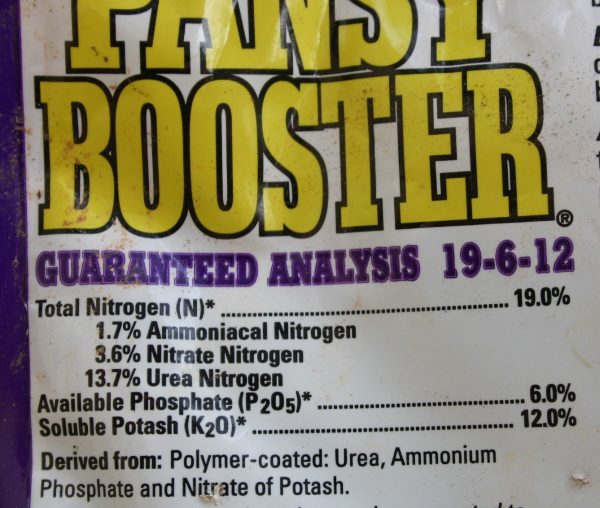 PANSY
BOOSTER®
GUARANTEED ANALYSIS 19-6-12
Total Nitrogen (N)* ........................................................ 19.0%
1.7% Ammoniacal Nitrogen
3.6% Nitrate Nitrogen
13.7% Urea Nitrogen
Available Phosphate (P2O5)* ........................................ 6.0%
Soluble Potash (K2O)* .................................................. 12.0%
Derived from: Polymer-coated: Urea, Ammonium
Phosphate and Nitrate of Potash.